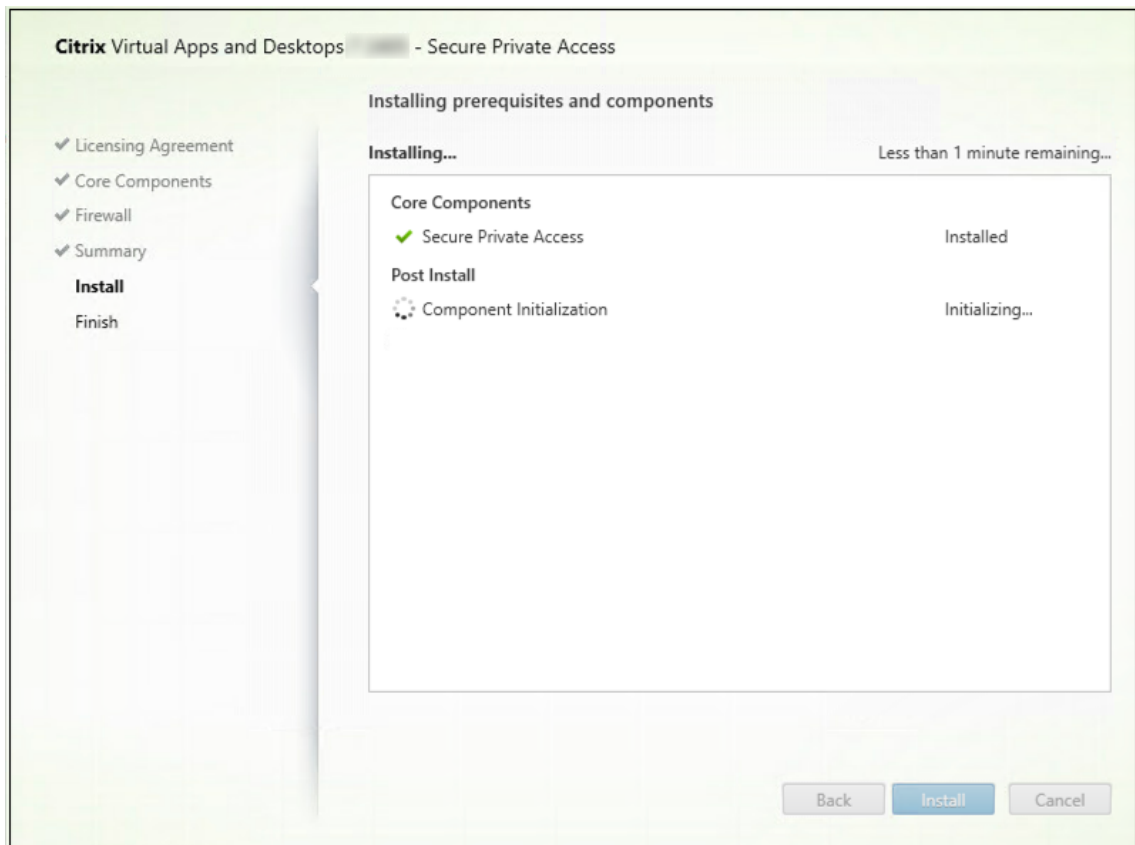 Citrix Virtual Apps and Desktops - Secure Private Access
Installing prerequisites and components
Licensing Agreement
Core Components
Firewall
Summary
Install
Finish
Installing... Less than 1 minute remaining...
Core Components
Secure Private Access Installed
Post Install
Component Initialization Initializing...
Back Install Cancel